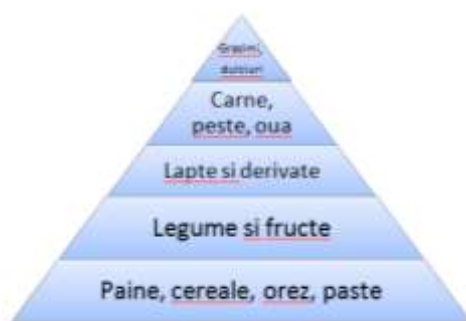 Grasimi,
dulciuri
Carne,
peste, oua
Lapte si derivate
Legume si fructe
Paine, cereale, orez, paste